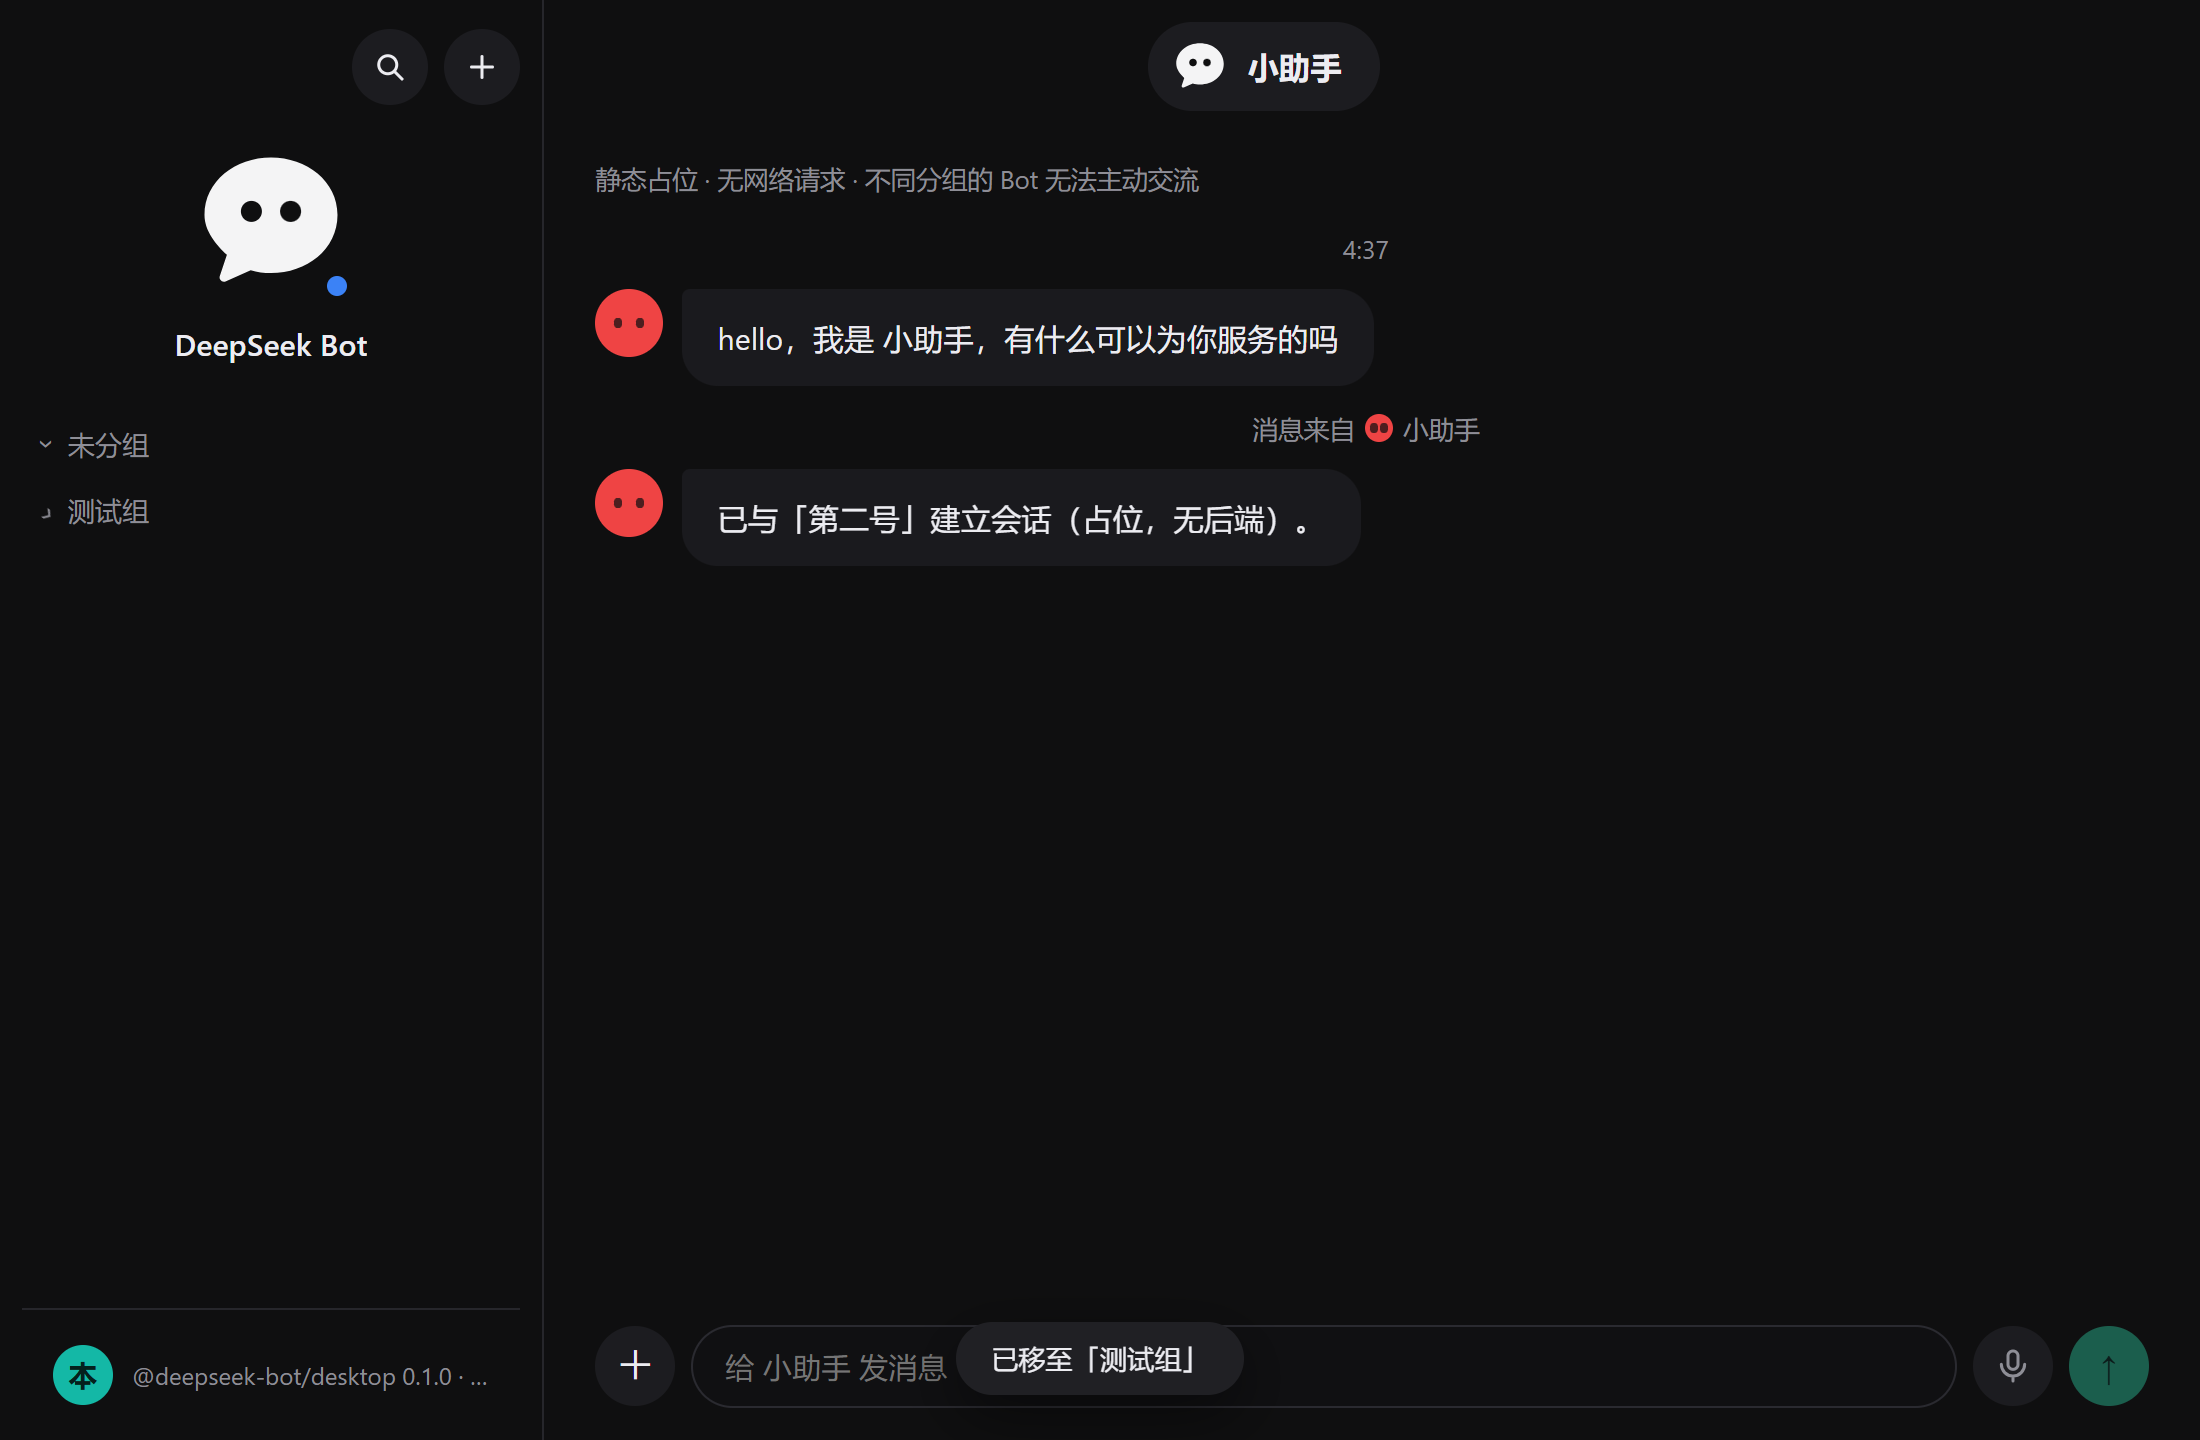 小助手
静态占位 · 无网络请求 · 不同分组的 Bot 无法主动交流
4:37
DeepSeek Bot
hello，我是 小助手，有什么可以为你服务的吗
消息来自 小助手
未分组
测试组
已与「第二号」建立会话（占位，无后端）。
本
@deepseek-bot/desktop 0.1.0 · ...
给 小助手 发消息
已移至「测试组」